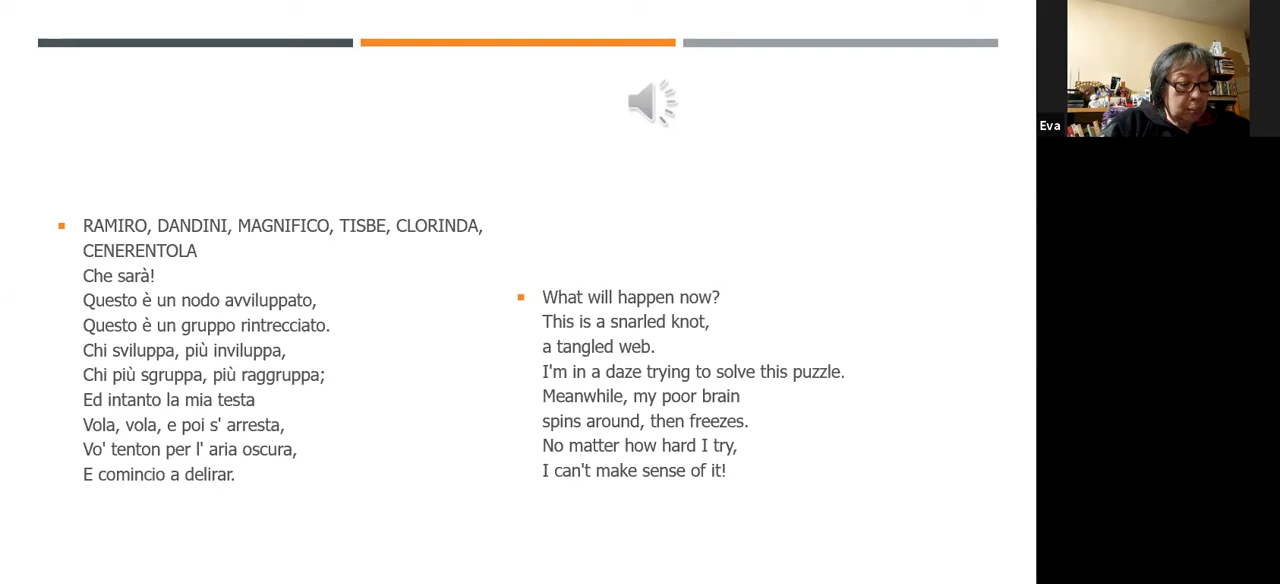 RAMIRO, DANDINI, MAGNIFICO, TISBE, CLORINDA,
CENERENTOLA
Che sarà!
Questo è un nodo avviluppato,
Questo è un gruppo rintrecciato.
Chi sviluppa, più inviluppa,
Chi più sgruppa, più raggruppa;
Ed intanto la mia testa
Vola, vola, e poi s' arresta,
Vo' tenton per l' aria oscura,
E comincio a delirar.
What will happen now?
This is a snarled knot,
a tangled web.
I'm in a daze trying to solve this puzzle.
Meanwhile, my poor brain
spins around, then freezes.
No matter how hard I try,
I can't make sense of it!
Eva